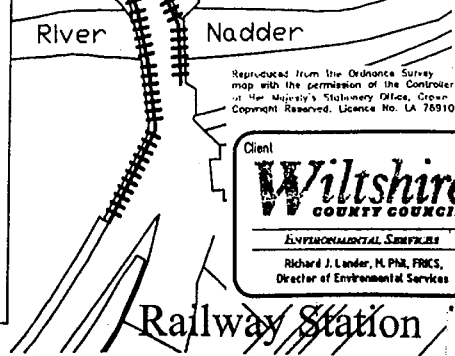 River Nadder
Reproduced from the Ordnance Survey
map with the permission of the Controller
of Her Majesty's Stationery Office, Crown
Copyright Reserved. Licence No. LA 76910
Client
Wiltshire
COUNTY COUNCI
ENVIRONMENTAL SERVICES
Richard J. Lander, M. Phil, FRICS,
Director of Environmental Services
Railway Station